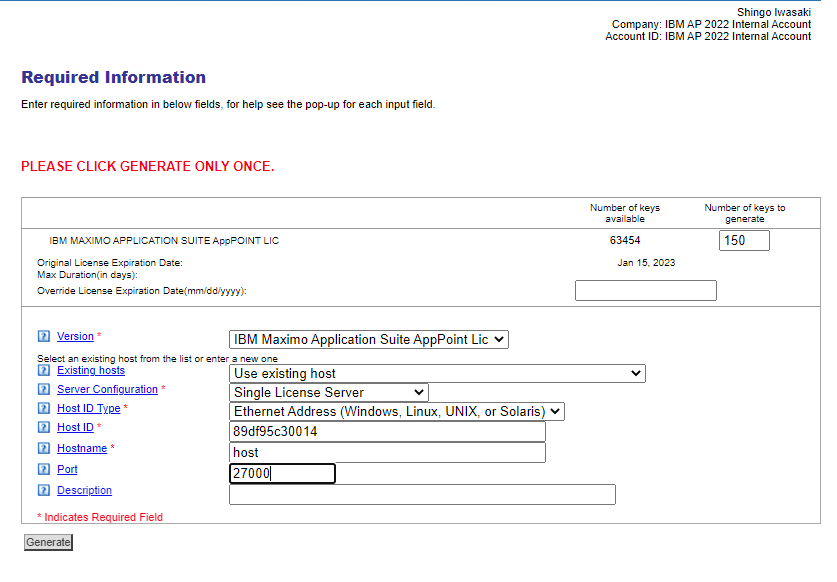 Shingo Iwasaki
Company: IBM AP 2022 Internal Account
Account ID: IBM AP 2022 Internal Account
Required Information
Enter required information in below fields, for help see the pop-up for each input field.
PLEASE CLICK GENERATE ONLY ONCE.
Number of keys available Number of keys to generate
IBM MAXIMO APPLICATION SUITE AppPOINT LIC 63454 150
Original License Expiration Date: Jan 15, 2023
Max Duration(in days):
Override License Expiration Date(mm/dd/yyyy):
? Version * IBM Maximo Application Suite AppPoint Lic
Select an existing host from the list or enter a new one
? Existing hosts Use existing host
? Server Configuration * Single License Server
? Host ID Type * Ethernet Address (Windows, Linux, UNIX, or Solaris)
? Host ID * 89df95c30014
? Hostname * host
? Port 27000
? Description
* Indicates Required Field
Generate